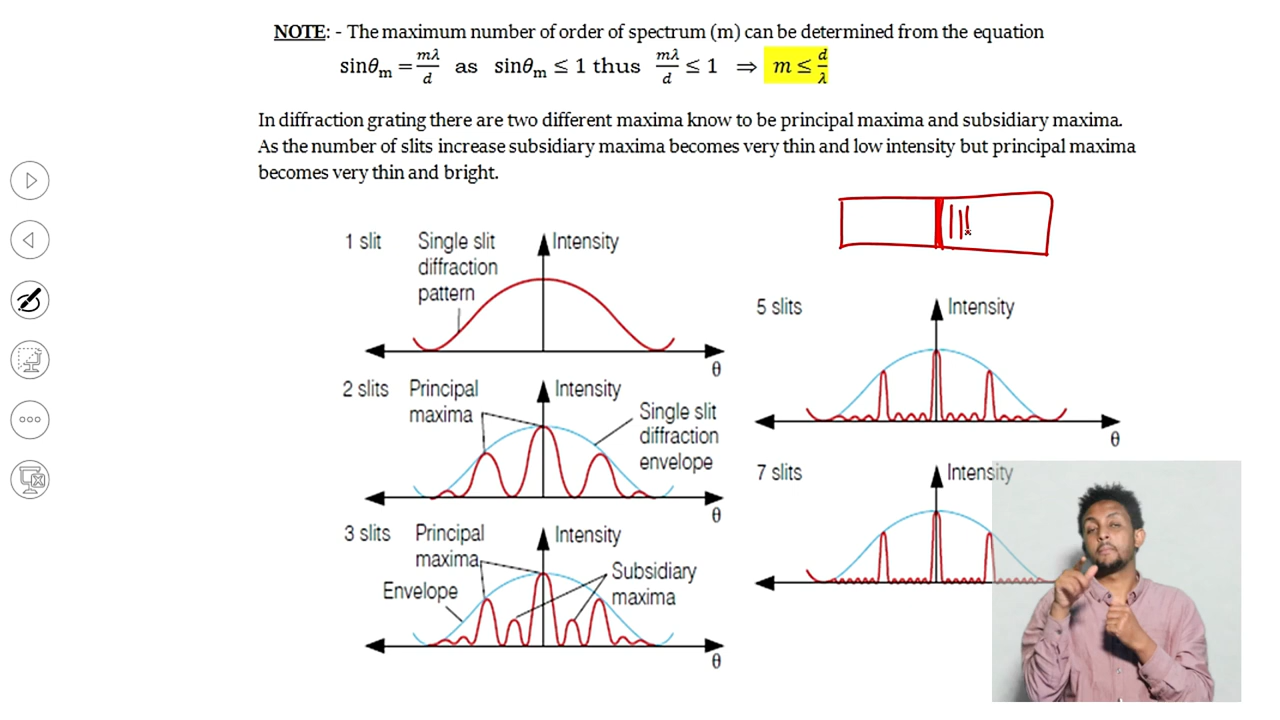 NOTE: - The maximum number of order of spectrum (m) can be determined from the equation
sinθₘ = mλ/d as sinθₘ ≤ 1 thus mλ/d ≤ 1 ⇒ m ≤ d/λ
In diffraction grating there are two different maxima know to be principal maxima and subsidiary maxima.
As the number of slits increase subsidiary maxima becomes very thin and low intensity but principal maxima
becomes very thin and bright.
1 slit
Single slit
diffraction
pattern
Intensity
θ
2 slits
Principal
maxima
Intensity
Single slit
diffraction
envelope
θ
3 slits
Principal
maxima
Envelope
Intensity
Subsidiary
maxima
θ
5 slits
Intensity
θ
7 slits
Intensity